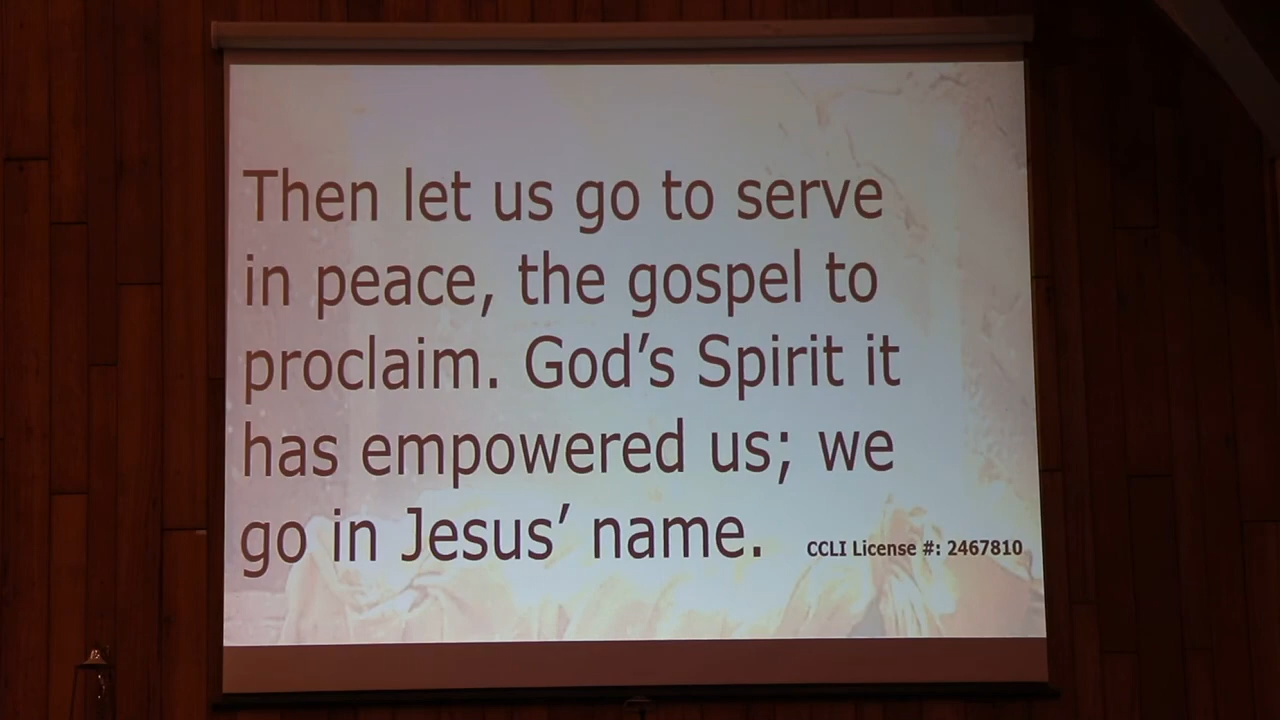 Then let us go to serve
in peace, the gospel to
proclaim. God’s Spirit it
has empowered us; we
go in Jesus’ name.
CCLI License #: 2467810